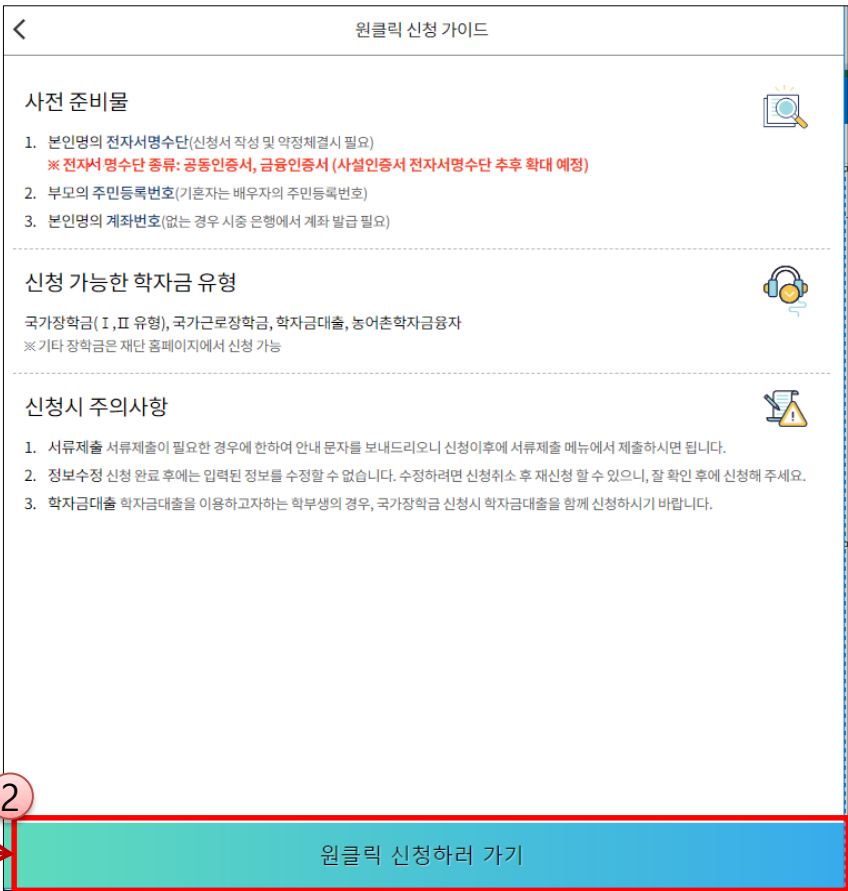 원클릭 신청 가이드
사전 준비물
1. 본인명의 전자서명수단(신청서 작성 및 약정체결시 필요)
※ 전자서 명수단 종류: 공동인증서, 금융인증서 (사설인증서 전자서명수단 추후 확대 예정)
2. 부모의 주민등록번호(기혼자는 배우자의 주민등록번호)
3. 본인명의 계좌번호(없는 경우 시중 은행에서 계좌 발급 필요)
신청 가능한 학자금 유형
국가장학금(Ⅰ,Ⅱ 유형), 국가근로장학금, 학자금대출, 농어촌학자금융자
※ 기타 장학금은 재단 홈페이지에서 신청 가능
신청시 주의사항
1. 서류제출 서류제출이 필요한 경우에 한하여 안내 문자를 보내드리오니 신청이후에 서류제출 메뉴에서 제출하시면 됩니다.
2. 정보수정 신청 완료 후에는 입력된 정보를 수정할 수 없습니다. 수정하려면 신청취소 후 재신청 할 수 있으니, 잘 확인 후에 신청해 주세요.
3. 학자금대출 학자금대출을 이용하고자하는 학부생의 경우, 국가장학금 신청시 학자금대출을 함께 신청하시기 바랍니다.
2
원클릭 신청하러 가기